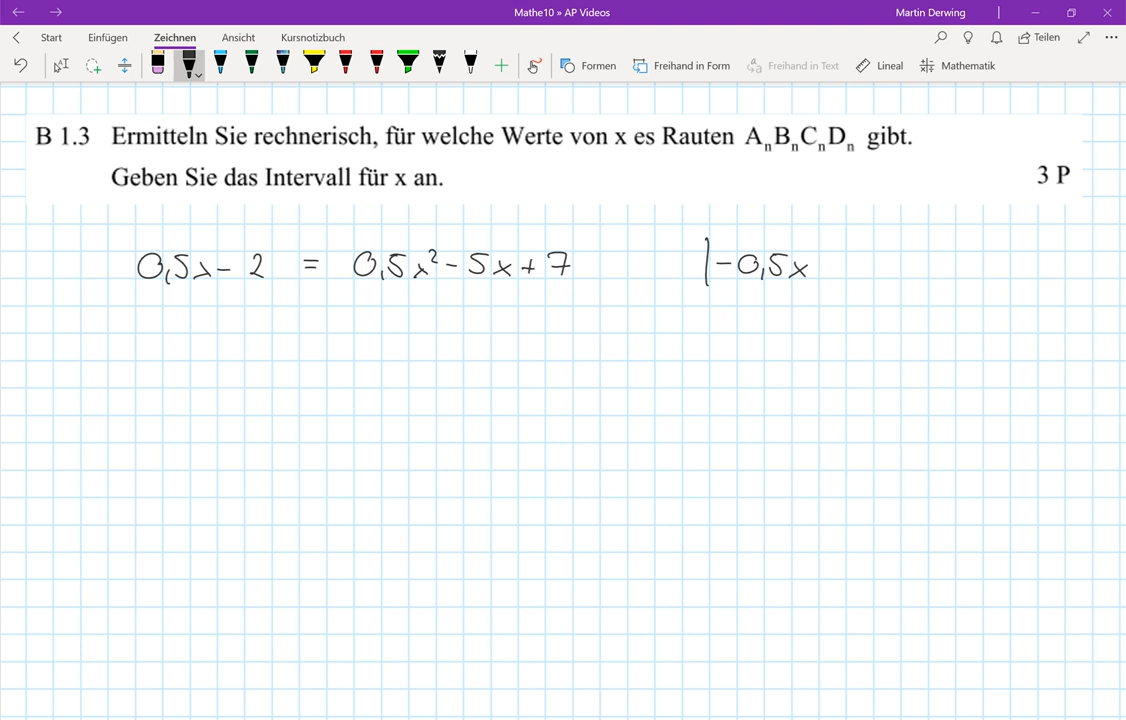 Mathe10 » AP Videos
Martin Derwing
Start Einfügen Zeichnen Ansicht Kursnotizbuch
Teilen
Formen Freihand in Form Freihand in Text Lineal Mathematik
B 1.3 Ermitteln Sie rechnerisch, für welche Werte von x es Rauten AₙBₙCₙDₙ gibt.
Geben Sie das Intervall für x an. 3 P
0,5x - 2 = 0,5x² - 5x + 7 | - 0,5x